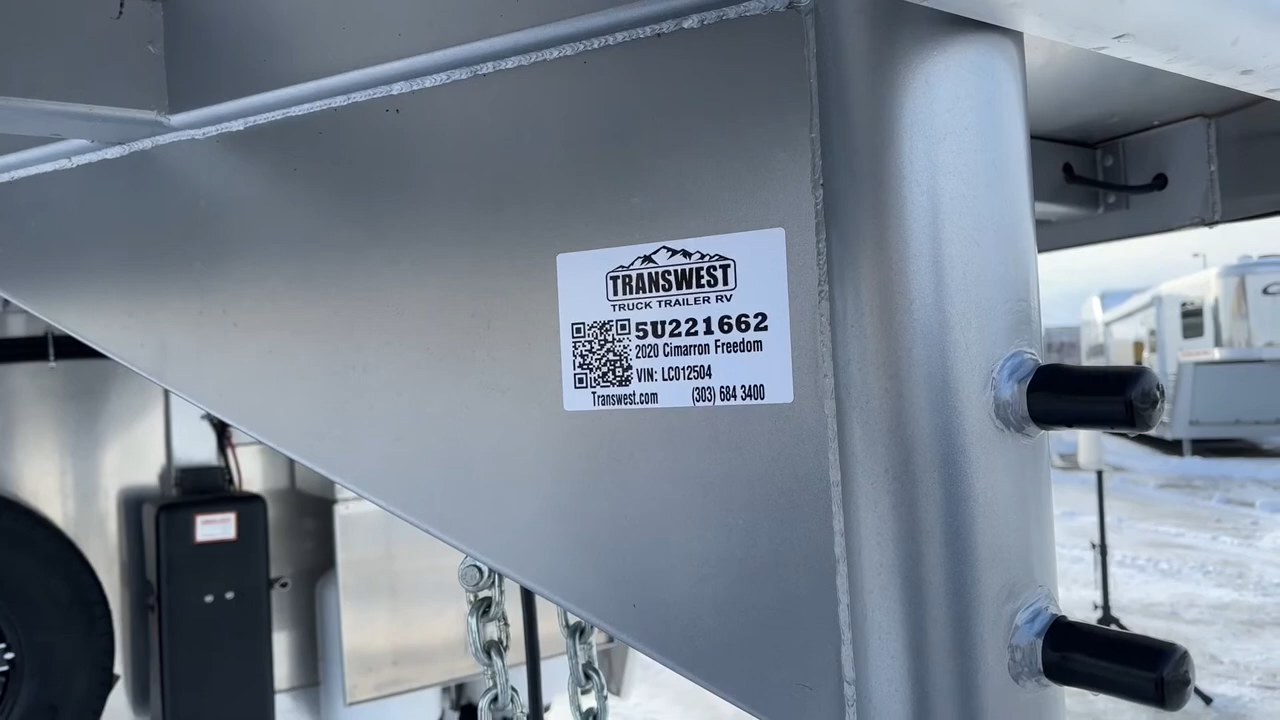 TRANSWEST
TRUCK TRAILER RV
5U221662
2020 Cimarron Freedom
VIN: LC012504
Transwest.com (303) 684 3400